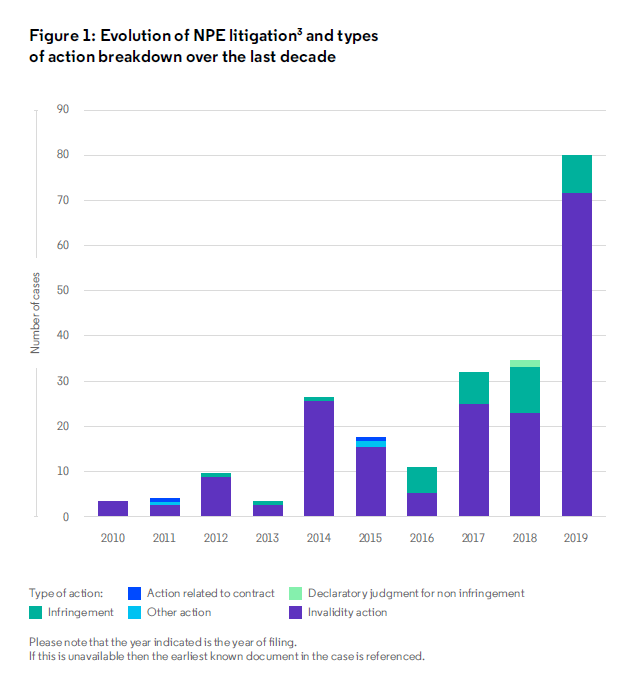 Figure 1: Evolution of NPE litigation³ and types
of action breakdown over the last decade
90
80
70
60
50
40
30
20
10
0
Number of cases
2010 2011 2012 2013 2014 2015 2016 2017 2018 2019
Type of action: Action related to contract Declaratory judgment for non infringement
Infringement Other action Invalidity action
Please note that the year indicated is the year of filing.
If this is unavailable then the earliest known document in the case is referenced.